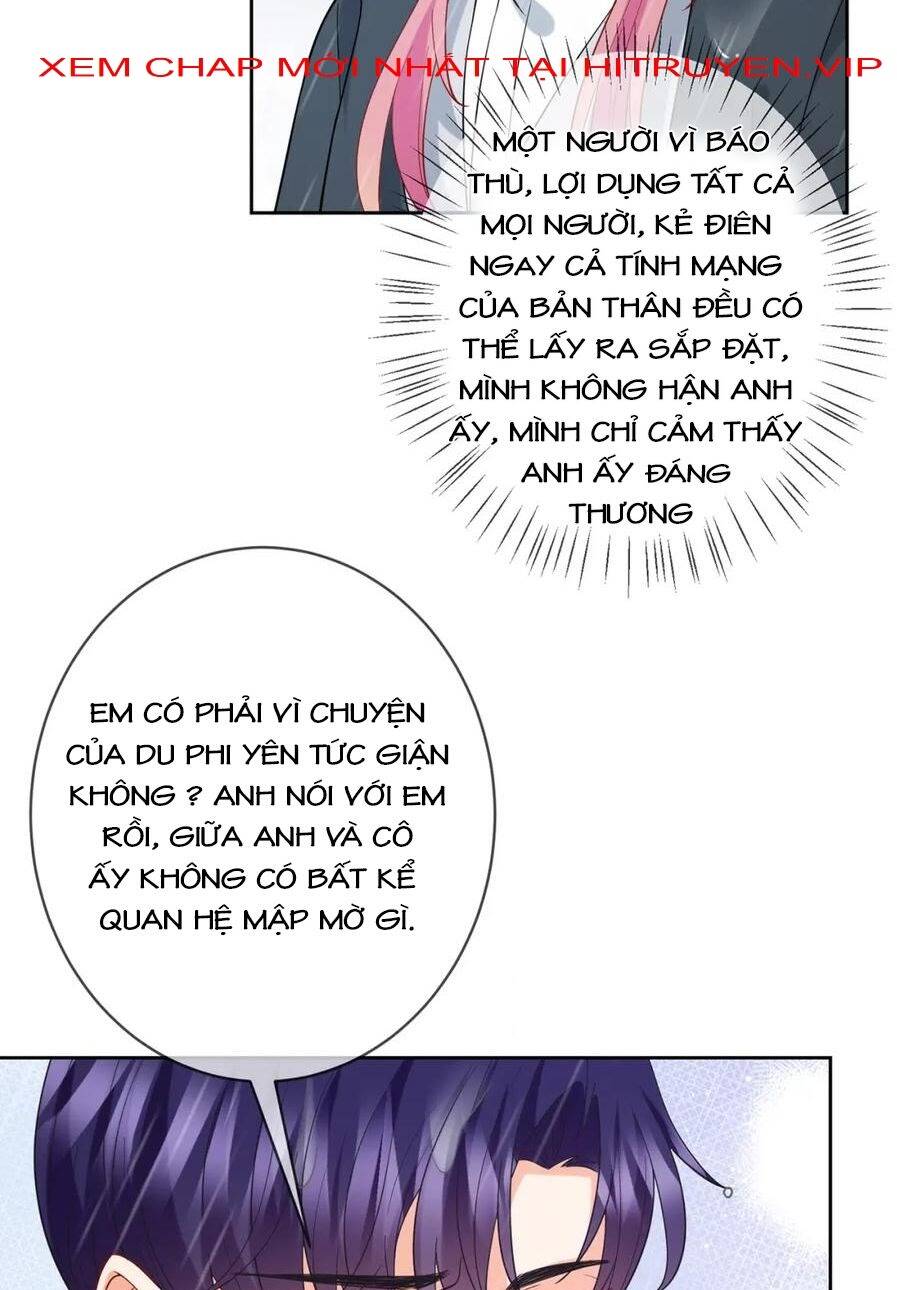 XEM CHAP MỚI NHẤT TẠI HITRUYEN.VIP
MỘT NGƯỜI VÌ BÁO
THÙ, LỢI DỤNG TẤT CẢ
MỌI NGƯỜI, KẺ ĐIÊN
NGAY CẢ TÍNH MẠNG
CỦA BẢN THÂN ĐỀU CÓ
THỂ LẤY RA SẮP ĐẶT,
MÌNH KHÔNG HẬN ANH
ẤY, MÌNH CHỈ CẢM THẤY
ANH ẤY ĐÁNG
THƯƠNG
EM CÓ PHẢI VÌ CHUYỆN
CỦA DU PHI YÊN TỨC GIẬN
KHÔNG ? ANH NÓI VỚI EM
RỒI, GIỮA ANH VÀ CÔ
ẤY KHÔNG CÓ BẤT KỂ
QUAN HỆ MẬP MỜ GÌ.